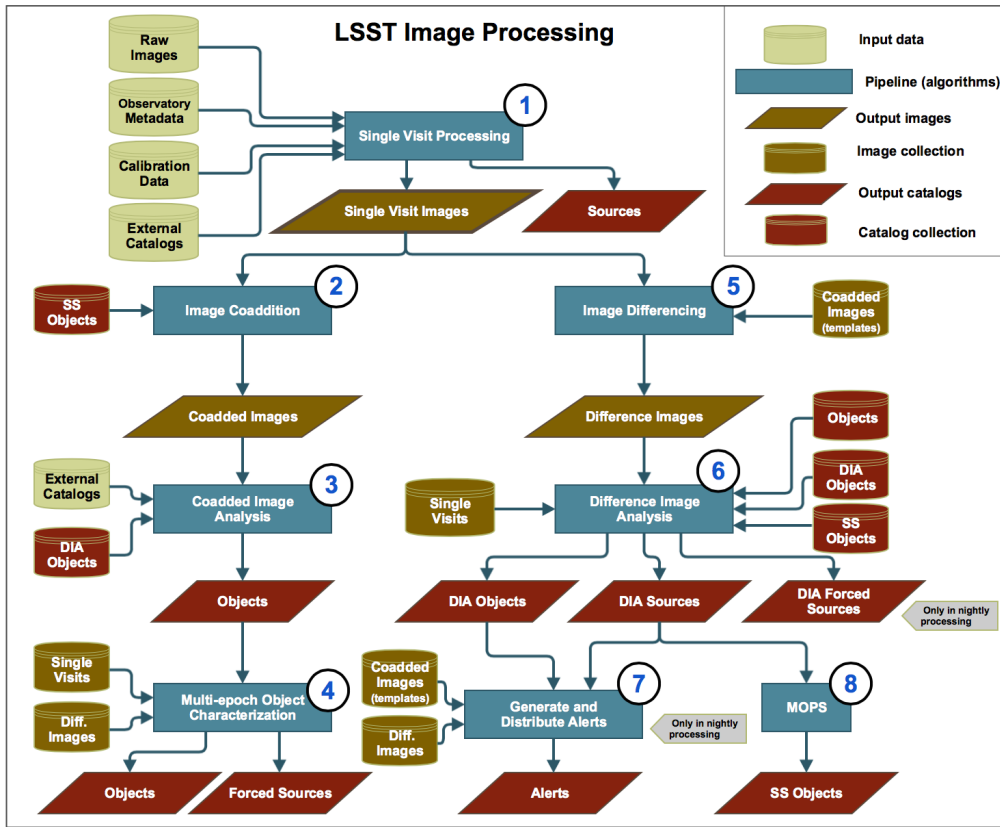 LSST Image Processing
Raw
Images
Observatory
Metadata
Calibration
Data
External
Catalogs
1
Single Visit Processing
Single Visit Images
Sources
Input data
Pipeline (algorithms)
Output images
Image collection
Output catalogs
Catalog collection
SS
Objects
2
Image Coaddition
5
Image Differencing
Coadded
Images
(templates)
Coadded Images
Difference Images
Objects
DIA
Objects
SS
Objects
External
Catalogs
DIA
Objects
3
Coadded Image
Analysis
Single
Visits
6
Difference Image
Analysis
Objects
DIA Objects
DIA Sources
DIA Forced
Sources
Only in nightly
processing
Single
Visits
Diff.
Images
4
Multi-epoch Object
Characterization
Coadded
Images
(templates)
Diff.
Images
7
Generate and
Distribute Alerts
Only in nightly
processing
8
MOPS
Objects
Forced Sources
Alerts
SS Objects